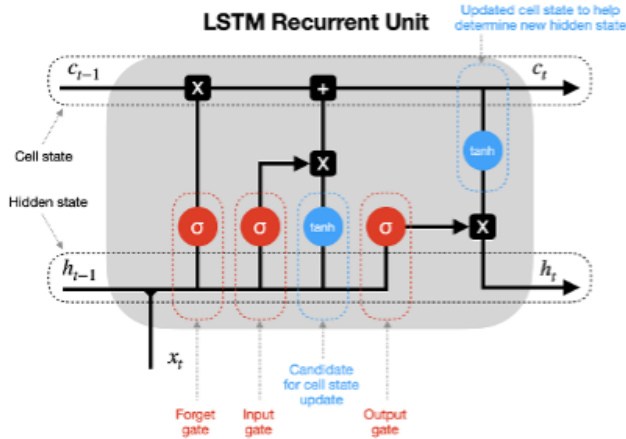 LSTM Recurrent Unit
Updated cell state to help
determine new hidden state
c_{t-1}
c_t
X
+
Cell state
tanh
X
Hidden state
σ
σ
tanh
σ
X
h_{t-1}
h_t
x_t
Candidate
for cell state
update
Forget
gate
Input
gate
Output
gate